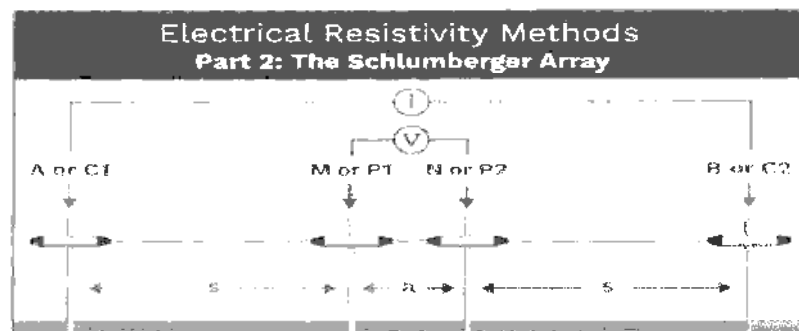 Electrical Resistivity Methods
Part 2: The Schlumberger Array
i
V
A or C1 M or P1 N or P2 B or C2
s a s